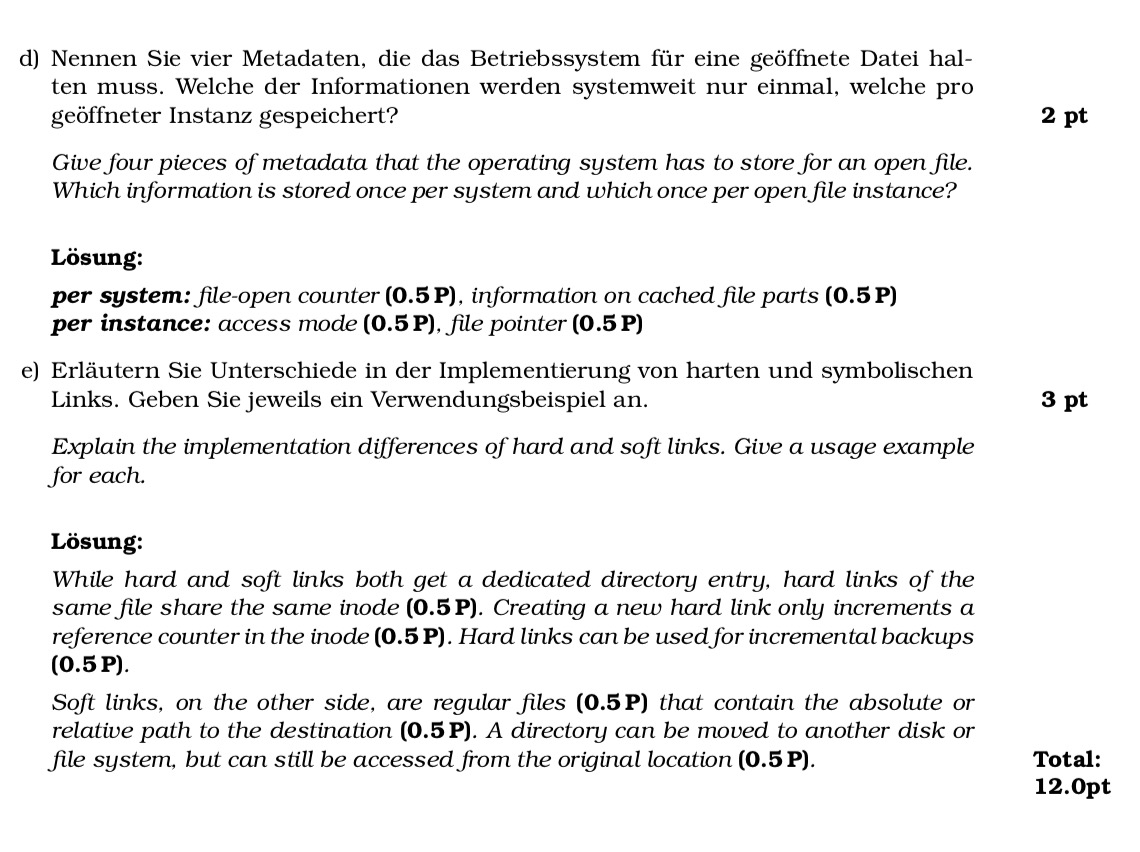 d) Nennen Sie vier Metadaten, die das Betriebssystem für eine geöffnete Datei hal-
ten muss. Welche der Informationen werden systemweit nur einmal, welche pro
geöffneter Instanz gespeichert? 2 pt
Give four pieces of metadata that the operating system has to store for an open file.
Which information is stored once per system and which once per open file instance?
Lösung:
per system: file-open counter (0.5 P), information on cached file parts (0.5 P)
per instance: access mode (0.5 P), file pointer (0.5 P)
e) Erläutern Sie Unterschiede in der Implementierung von harten und symbolischen
Links. Geben Sie jeweils ein Verwendungsbeispiel an. 3 pt
Explain the implementation differences of hard and soft links. Give a usage example
for each.
Lösung:
While hard and soft links both get a dedicated directory entry, hard links of the
same file share the same inode (0.5 P). Creating a new hard link only increments a
reference counter in the inode (0.5 P). Hard links can be used for incremental backups
(0.5 P).
Soft links, on the other side, are regular files (0.5 P) that contain the absolute or
relative path to the destination (0.5 P). A directory can be moved to another disk or
file system, but can still be accessed from the original location (0.5 P). Total:
12.0pt